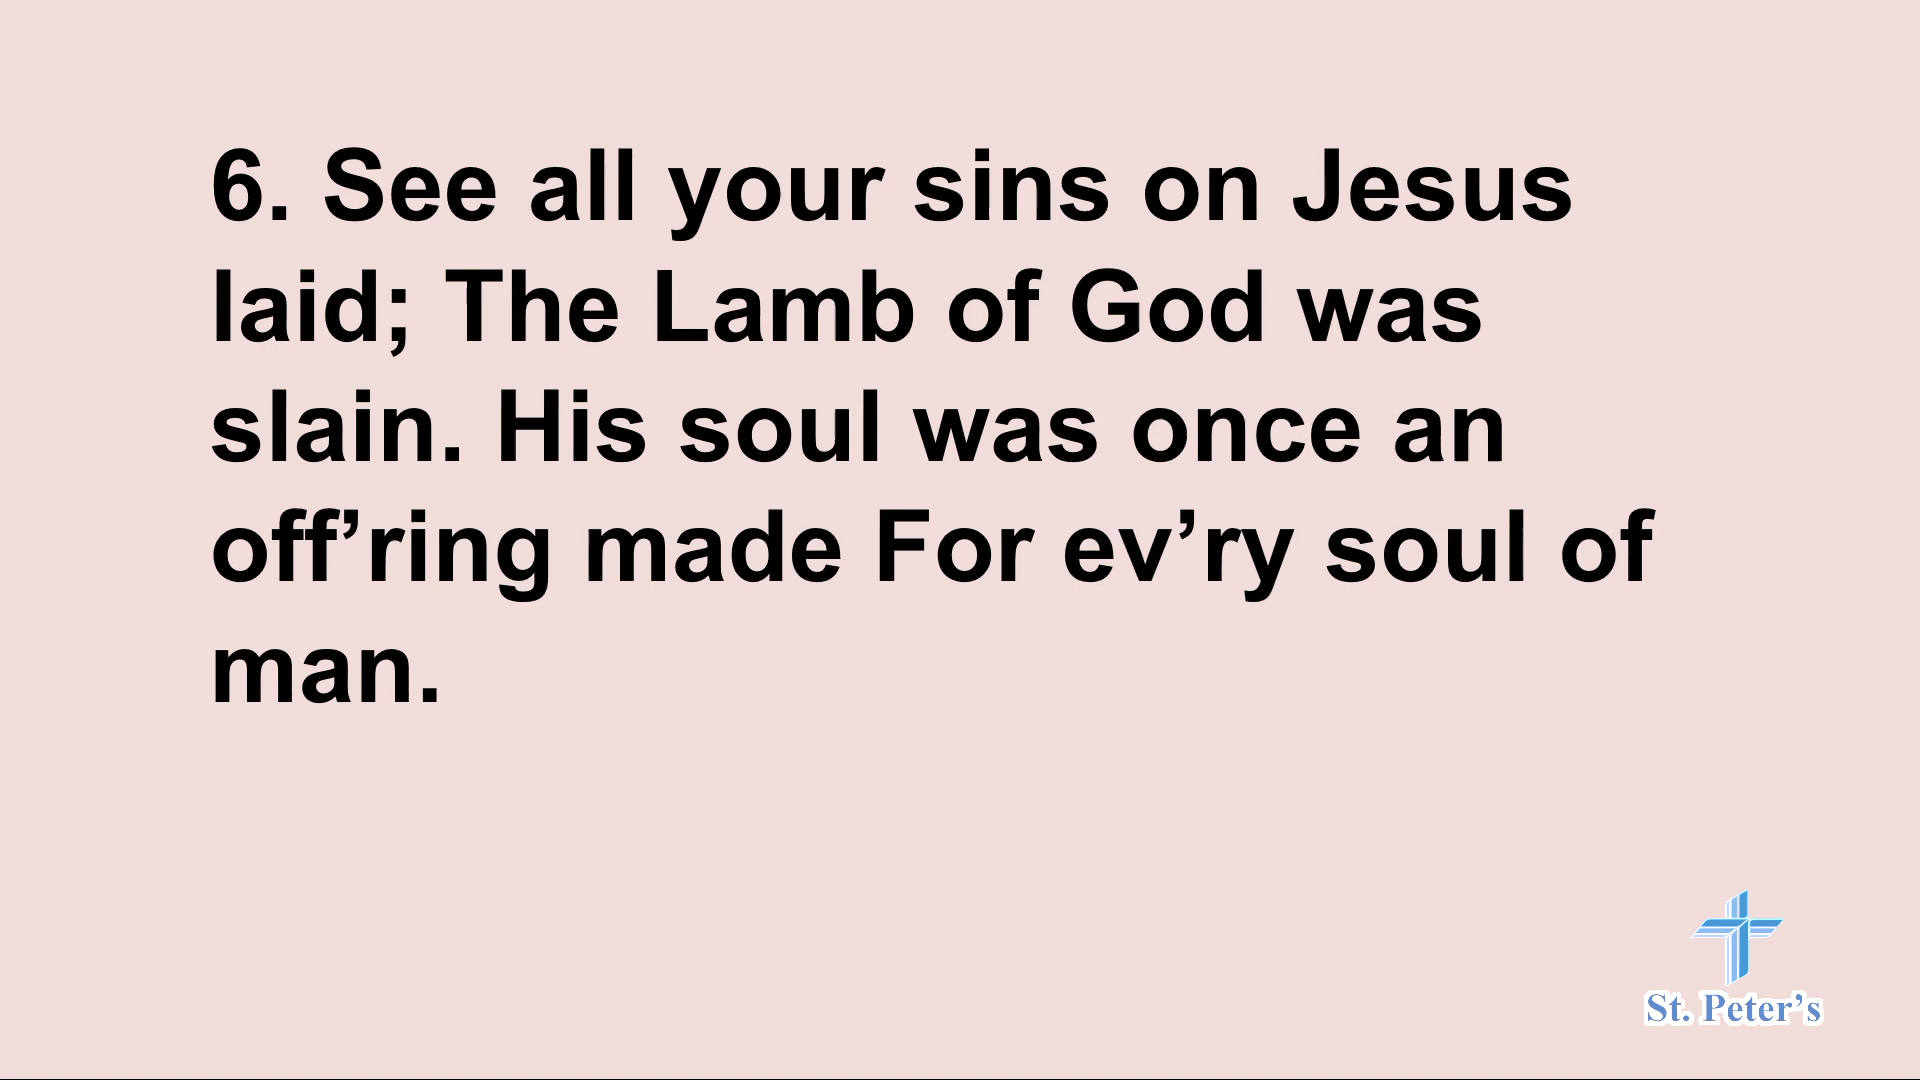 6. See all your sins on Jesus
laid; The Lamb of God was
slain. His soul was once an
off’ring made For ev’ry soul of
man.
St. Peter’s